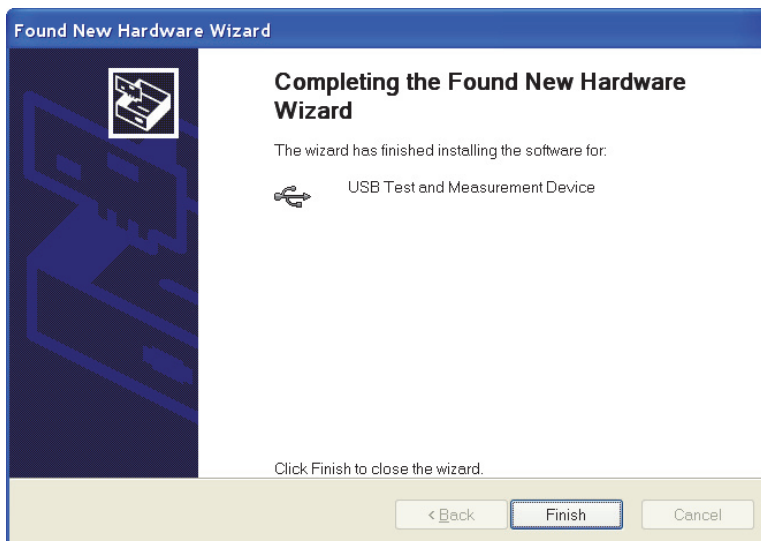 Found New Hardware Wizard
Completing the Found New Hardware
Wizard
The wizard has finished installing the software for:
USB Test and Measurement Device
Click Finish to close the wizard.
< Back
Finish
Cancel